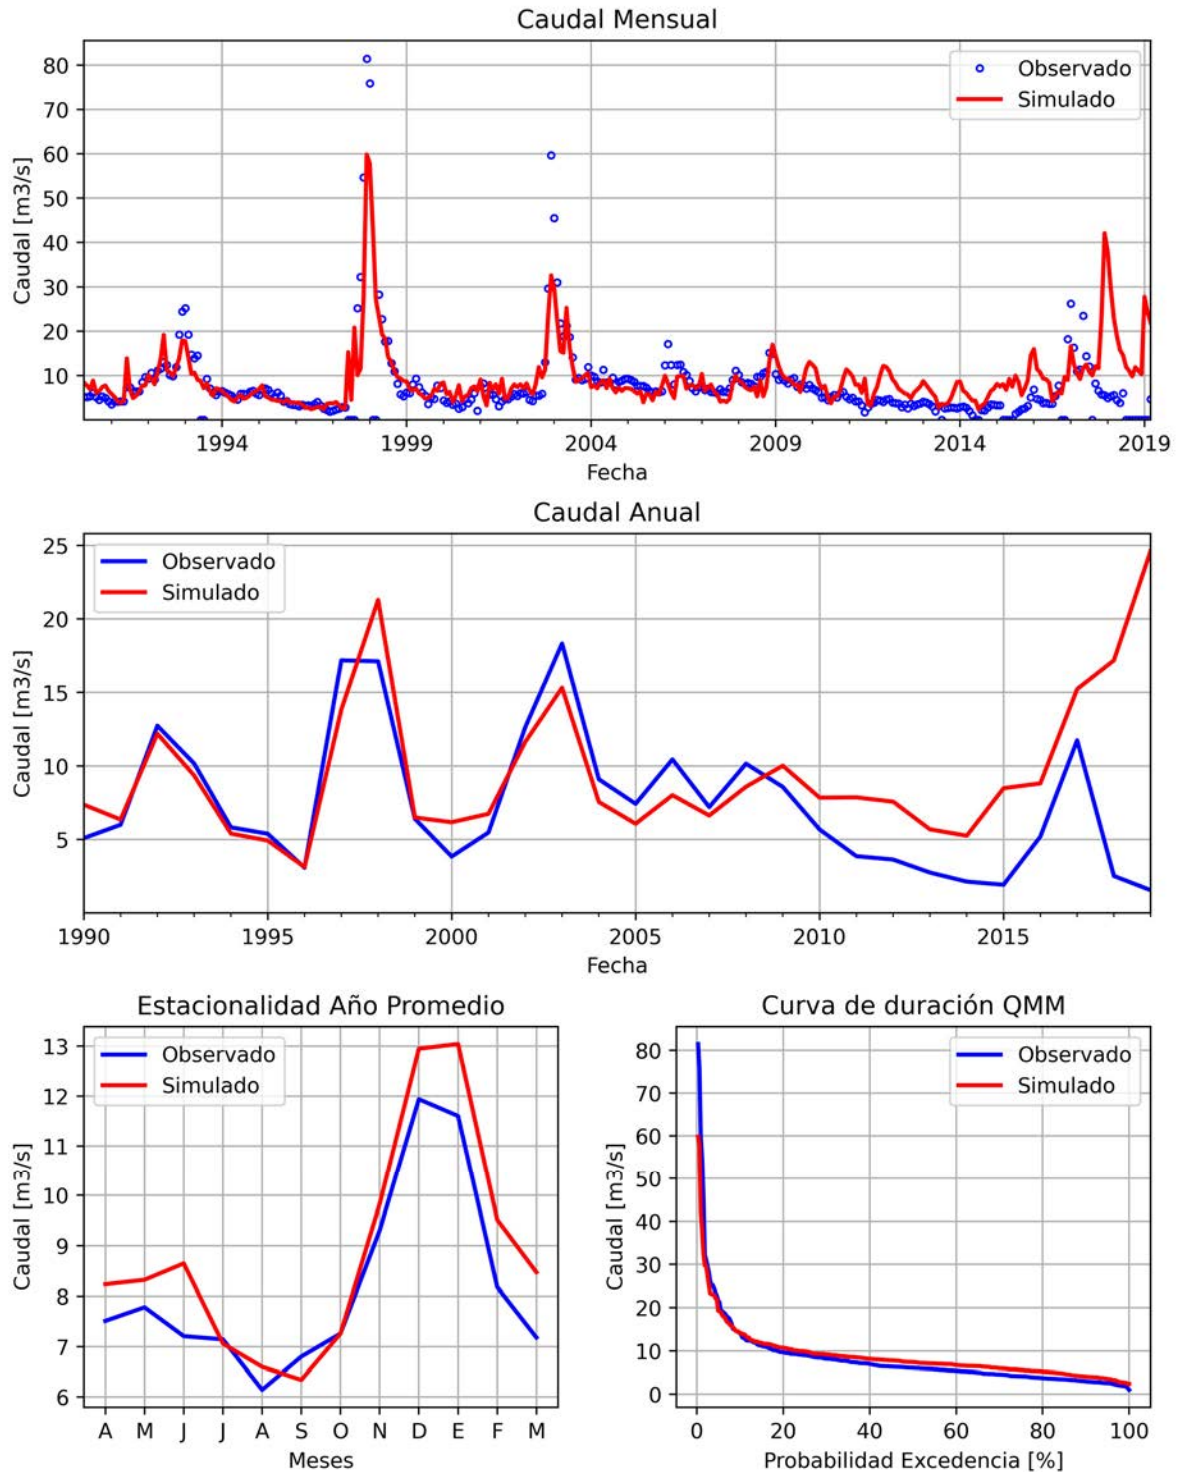 Caudal Mensual
Caudal [m3/s]
80
70
60
50
40
30
20
10
Observado
Simulado
1994 1999 2004 2009 2014 2019
Fecha
Caudal Anual
Caudal [m3/s]
25
20
15
10
5
Observado
Simulado
1990 1995 2000 2005 2010 2015
Fecha
Estacionalidad Año Promedio
Caudal [m3/s]
13
12
11
10
9
8
7
6
Observado
Simulado
A M J J A S O N D E F M
Meses
Curva de duración QMM
Caudal [m3/s]
80
70
60
50
40
30
20
10
0
Observado
Simulado
0 20 40 60 80 100
Probabilidad Excedencia [%]